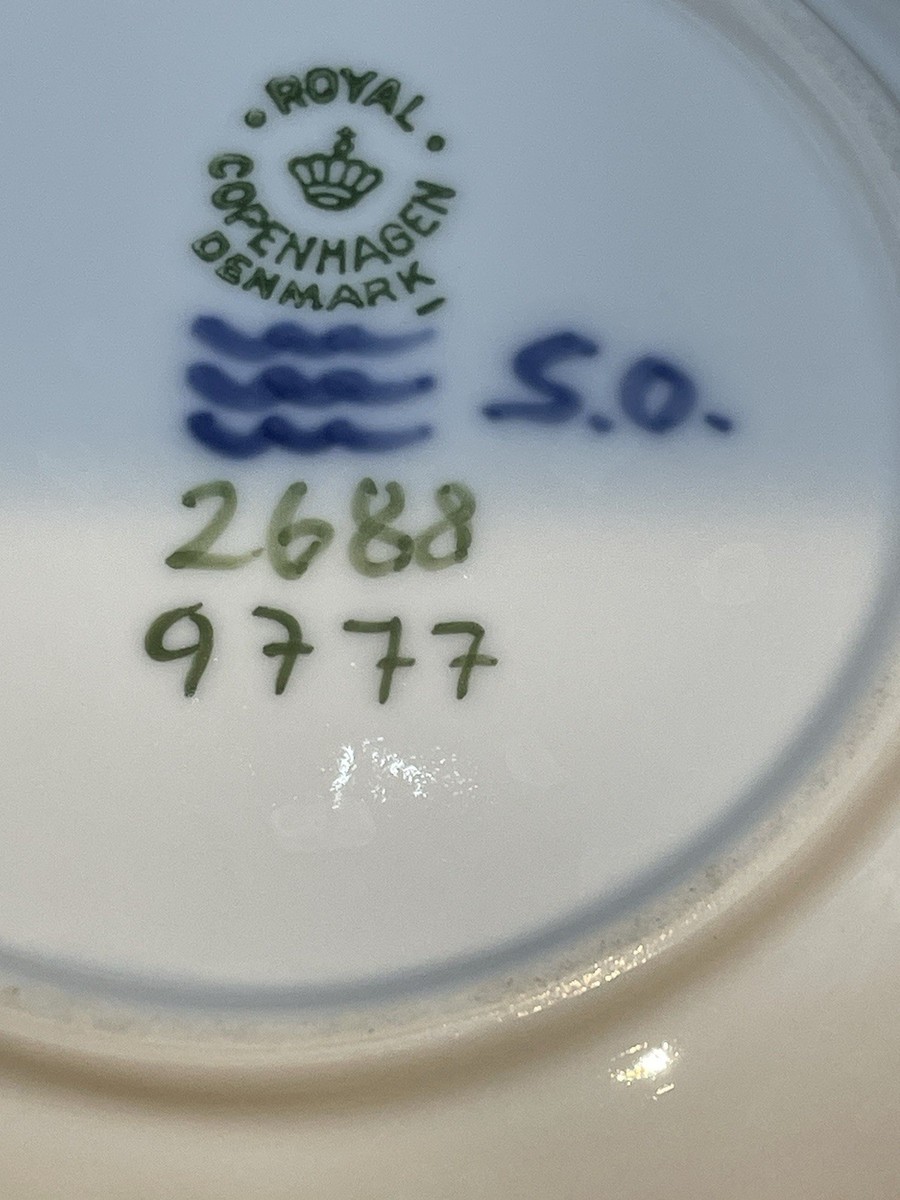 · ROYAL ·
COPENHAGEN
DENMARK
S.O.
2688
9777